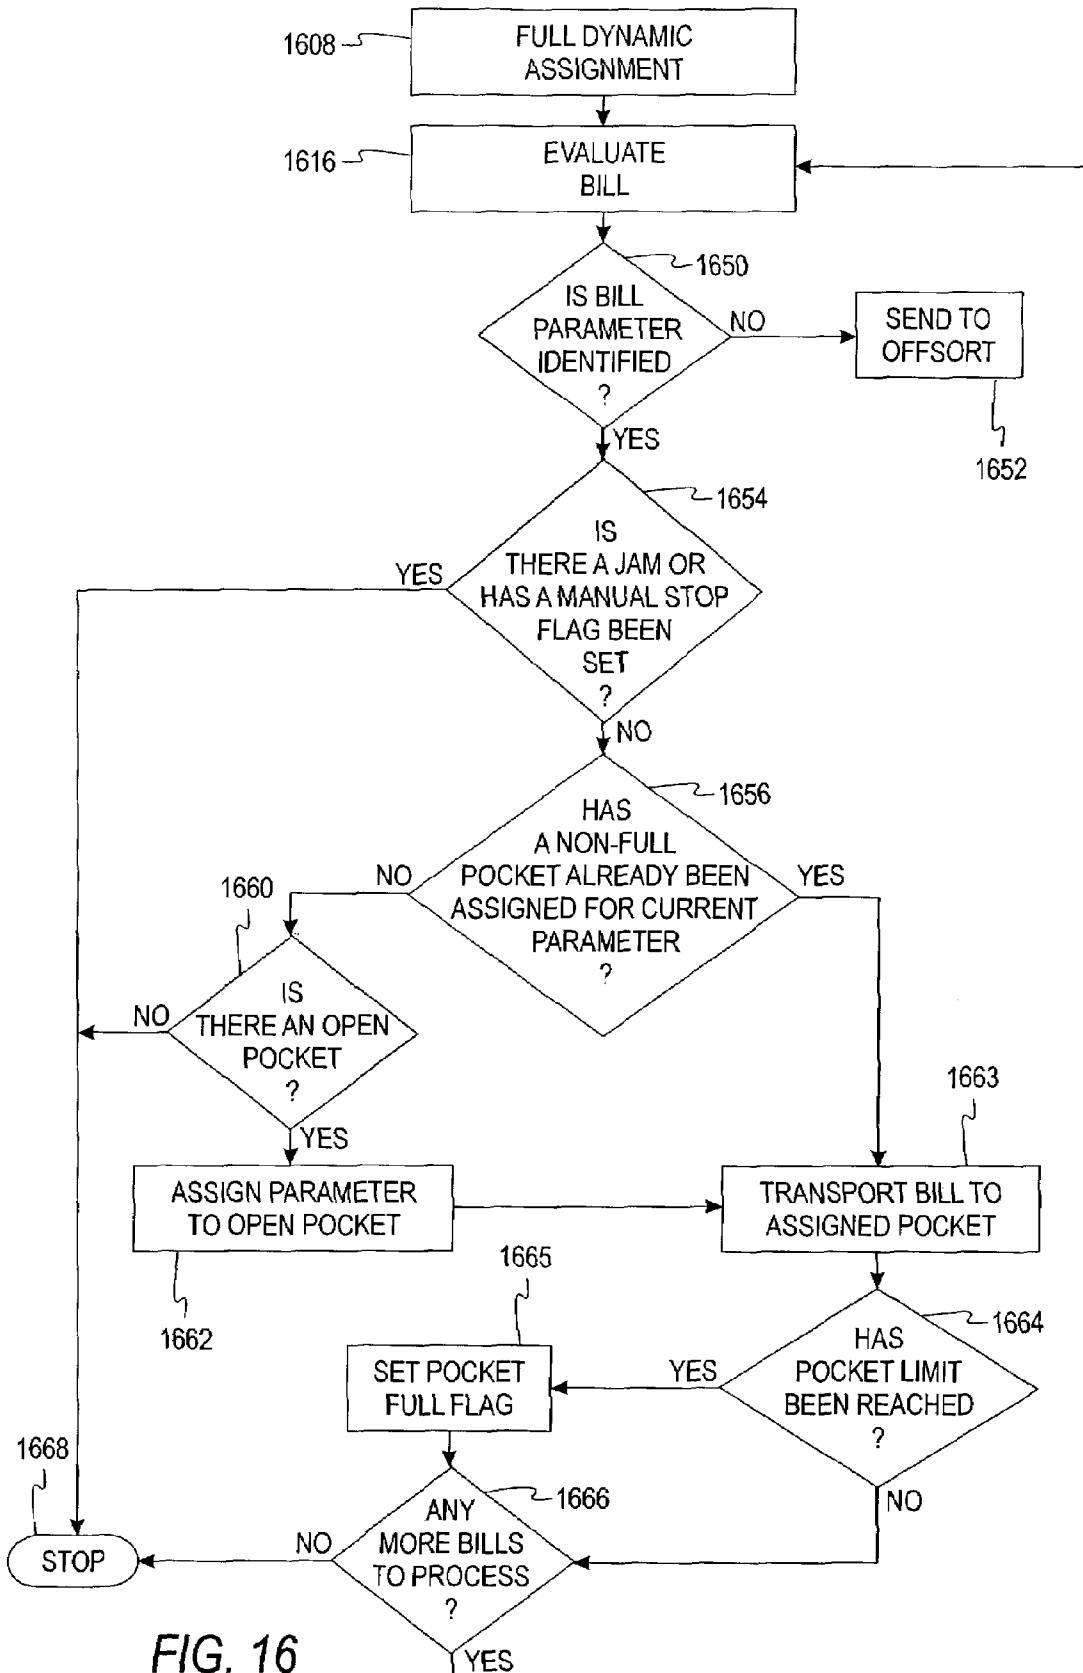 1608
FULL DYNAMIC
ASSIGNMENT
1616
EVALUATE
BILL
1650
IS BILL
PARAMETER
IDENTIFIED
?
NO
SEND TO
OFFSORT
1652
YES
1654
IS
THERE A JAM OR
HAS A MANUAL STOP
FLAG BEEN
SET
?
YES
NO
1656
HAS
A NON-FULL
POCKET ALREADY BEEN
ASSIGNED FOR CURRENT
PARAMETER
?
NO
YES
1660
IS
THERE AN OPEN
POCKET
?
NO
YES
1663
ASSIGN PARAMETER
TO OPEN POCKET
1662
TRANSPORT BILL TO
ASSIGNED POCKET
1665
1664
HAS
POCKET LIMIT
BEEN REACHED
?
YES
SET POCKET
FULL FLAG
NO
1668
STOP
1666
ANY
MORE BILLS
TO PROCESS
?
NO
YES
FIG. 16